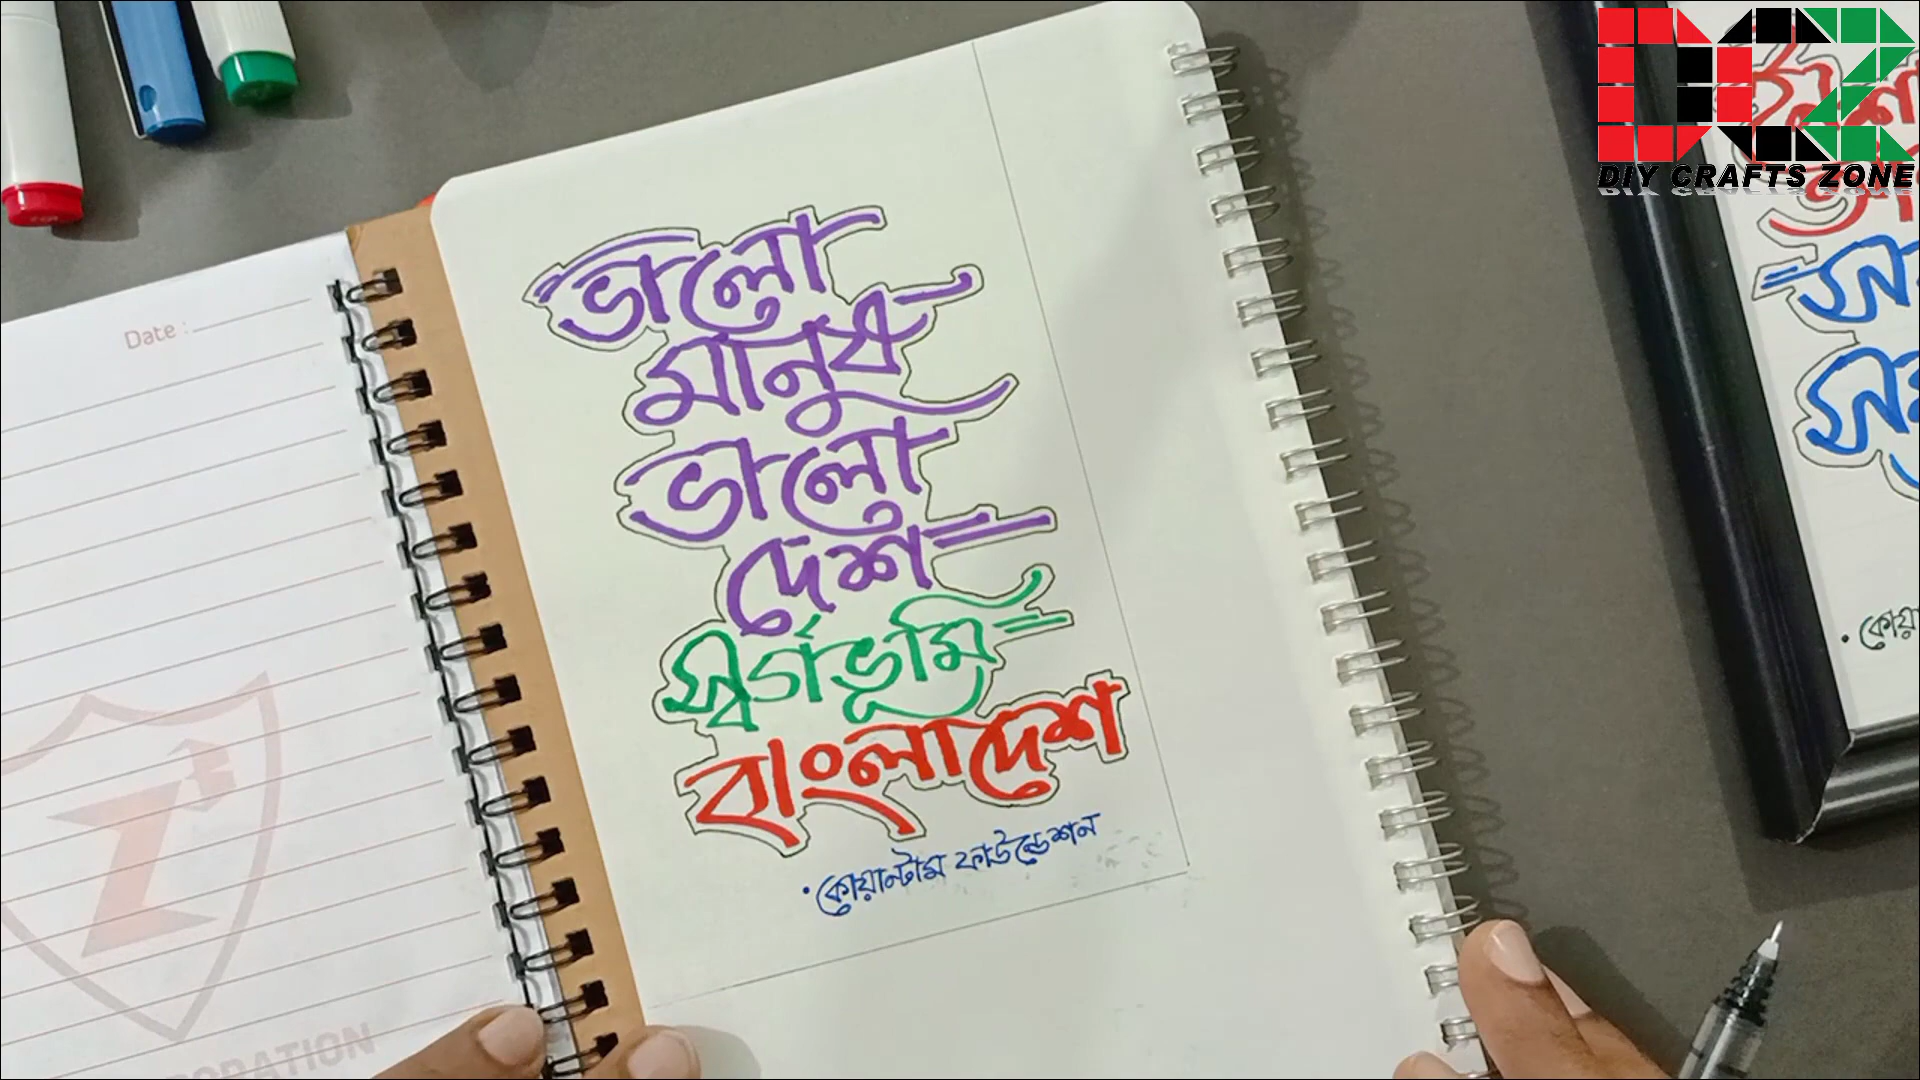 Date :
ভালো
মানুষ
ভালো
দেশ
স্বর্গভূমি
বাংলাদেশ
•কোয়ান্টাম ফাউন্ডেশন
DIY CRAFTS ZONE